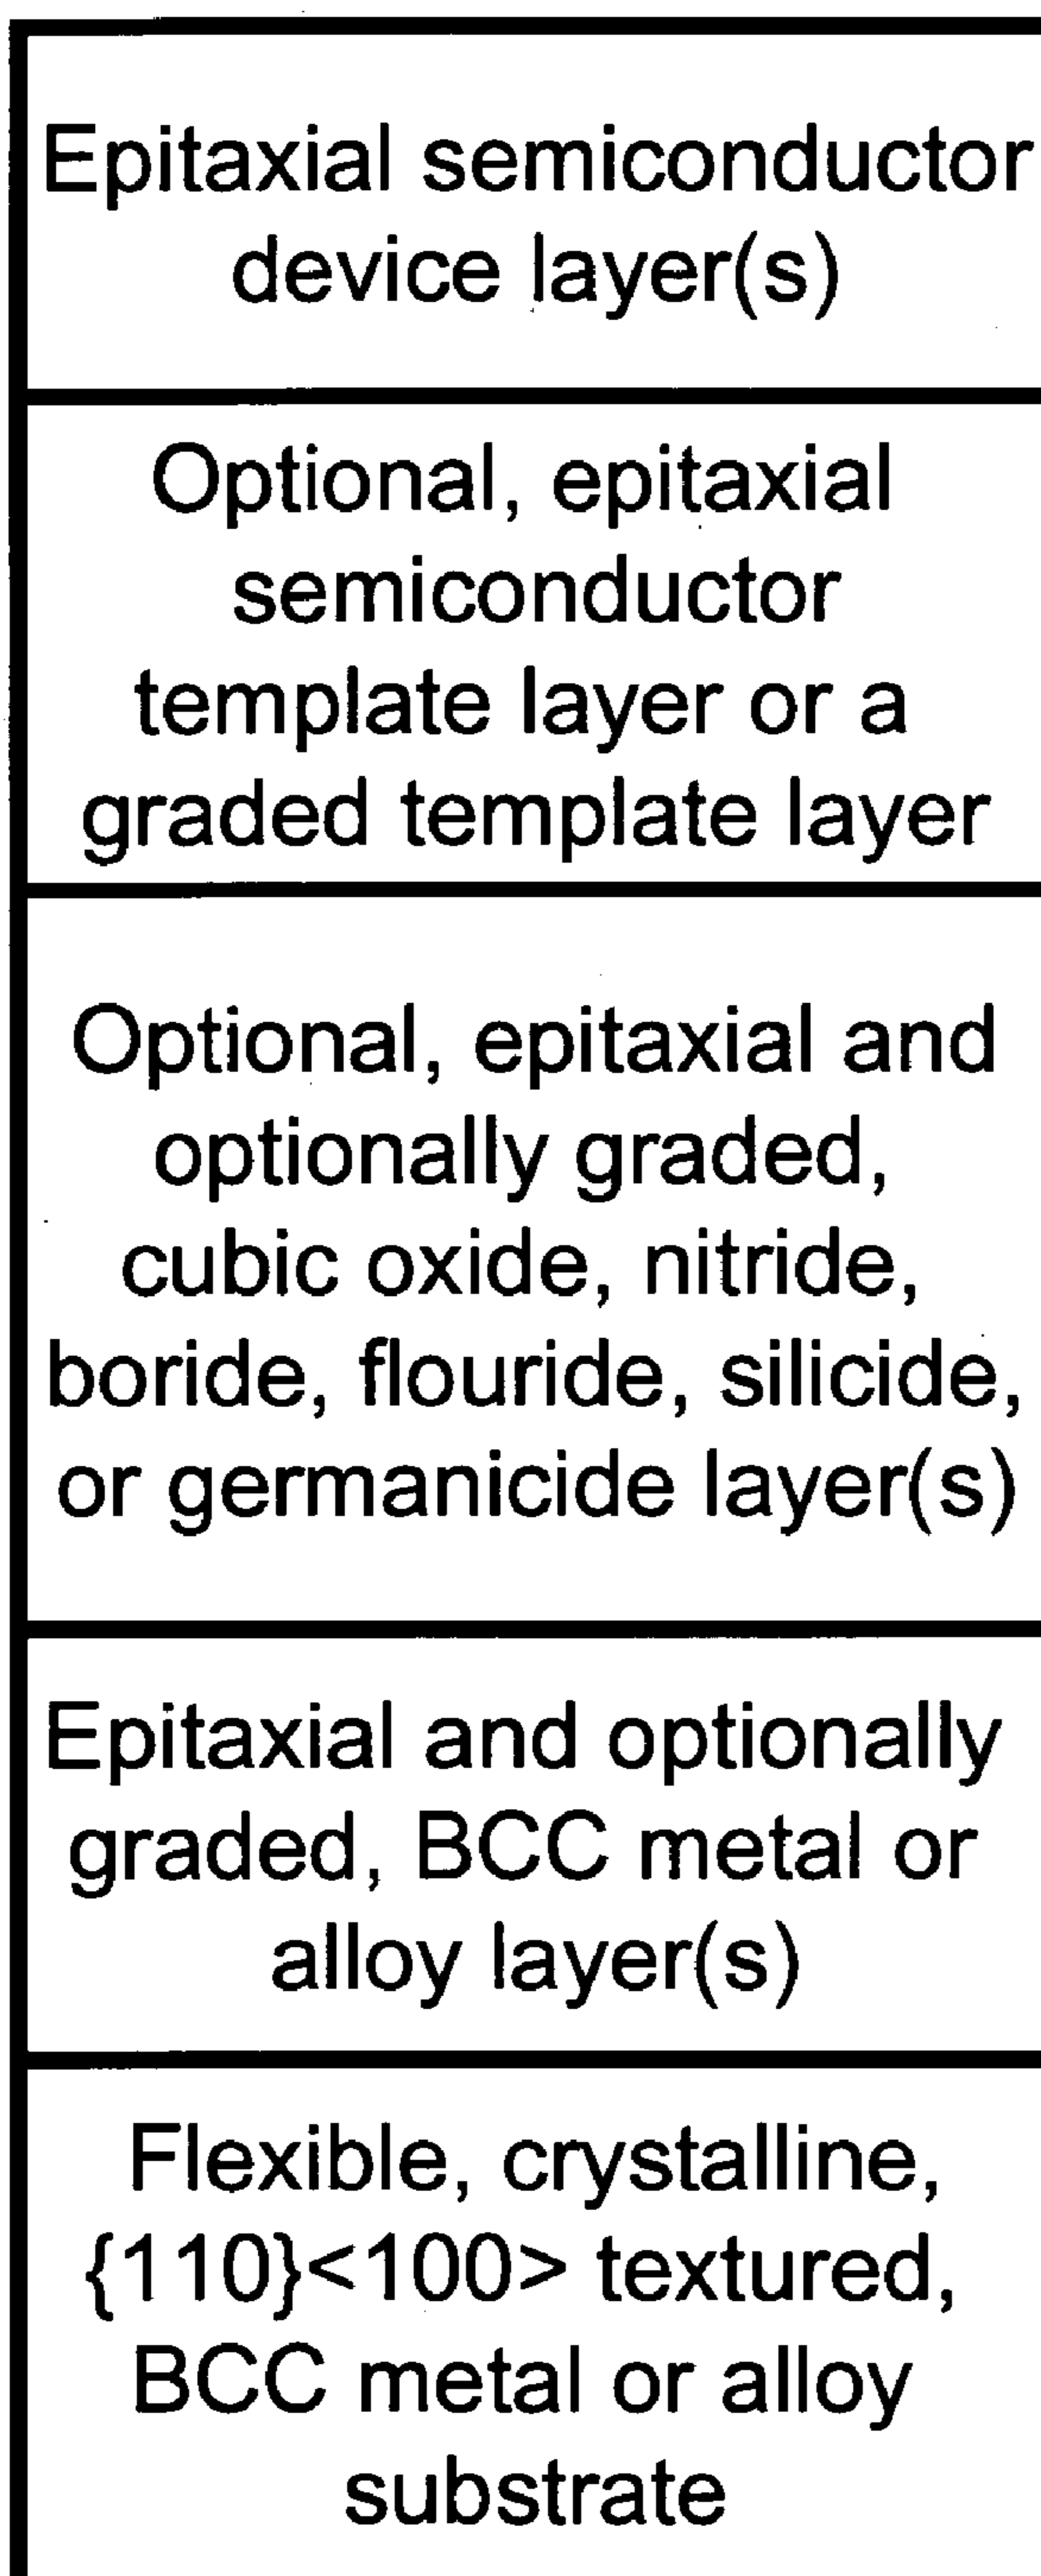 Epitaxial semiconductor
device layer(s)
Optional, epitaxial
semiconductor
template layer or a
graded template layer
Optional, epitaxial and
optionally graded,
cubic oxide, nitride,
boride, flouride, silicide,
or germanicide layer(s)
Epitaxial and optionally
graded, BCC metal or
alloy layer(s)
Flexible, crystalline,
{110}<100> textured,
BCC metal or alloy
substrate